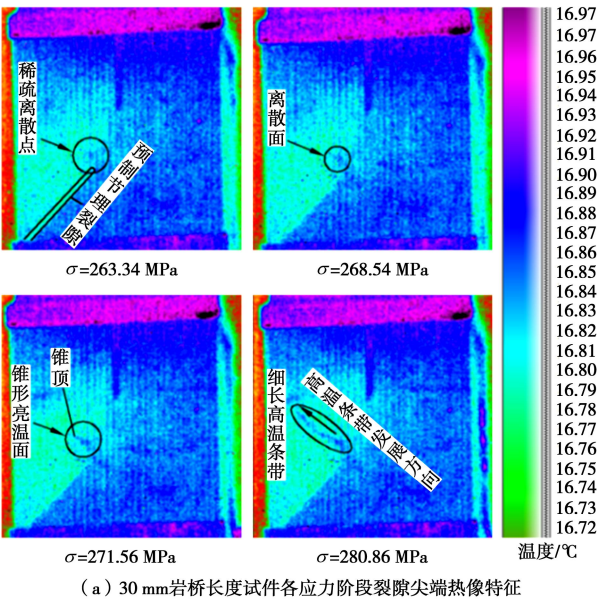 稀疏离散点
预制节理裂隙
σ=263.34 MPa
离散面
σ=268.54 MPa
锥形亮温面
锥顶
σ=271.56 MPa
细长高温条带
高温条带发展方向
σ=280.86 MPa
16.97
16.97
16.96
16.95
16.94
16.93
16.92
16.91
16.90
16.89
16.88
16.87
16.86
16.85
16.84
16.82
16.81
16.80
16.78
16.77
16.76
16.75
16.74
16.53
16.72
温度/℃
(a) 30 mm岩桥长度试件各应力阶段裂隙尖端热像特征